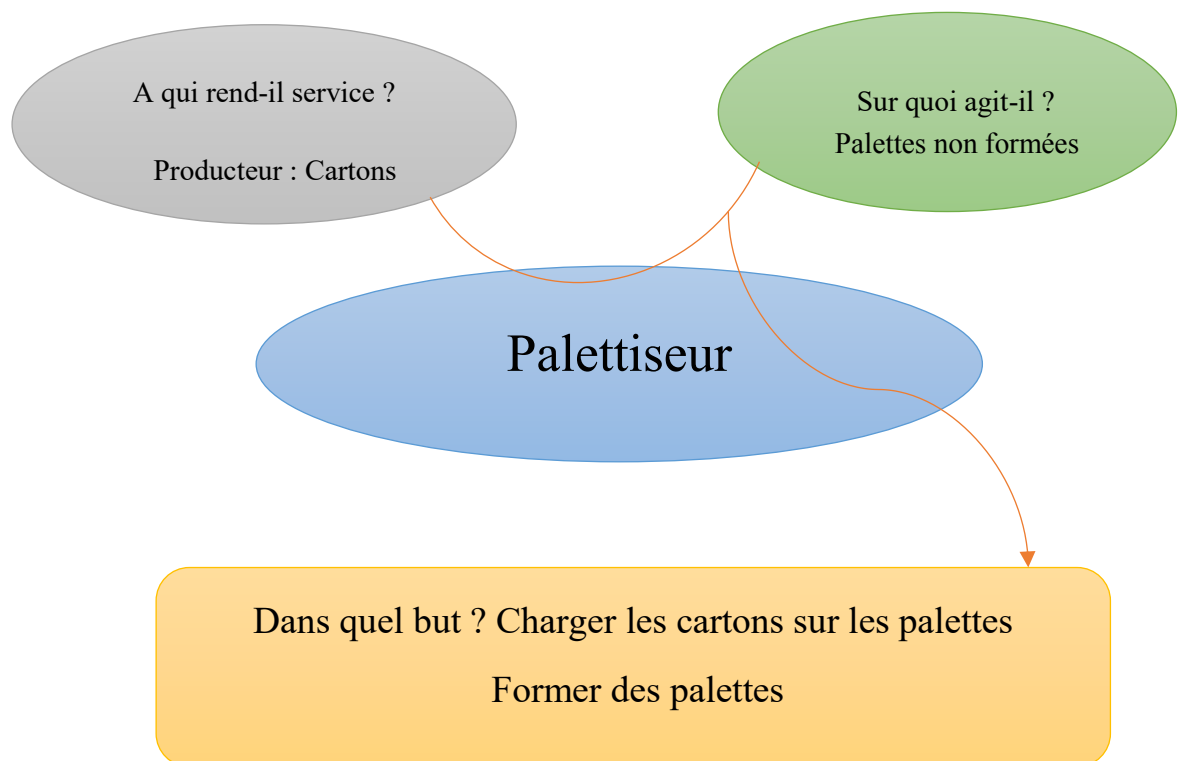 A qui rend-il service ?
Producteur : Cartons
Sur quoi agit-il ?
Palettes non formées
Palettiseur
Dans quel but ? Charger les cartons sur les palettes
Former des palettes